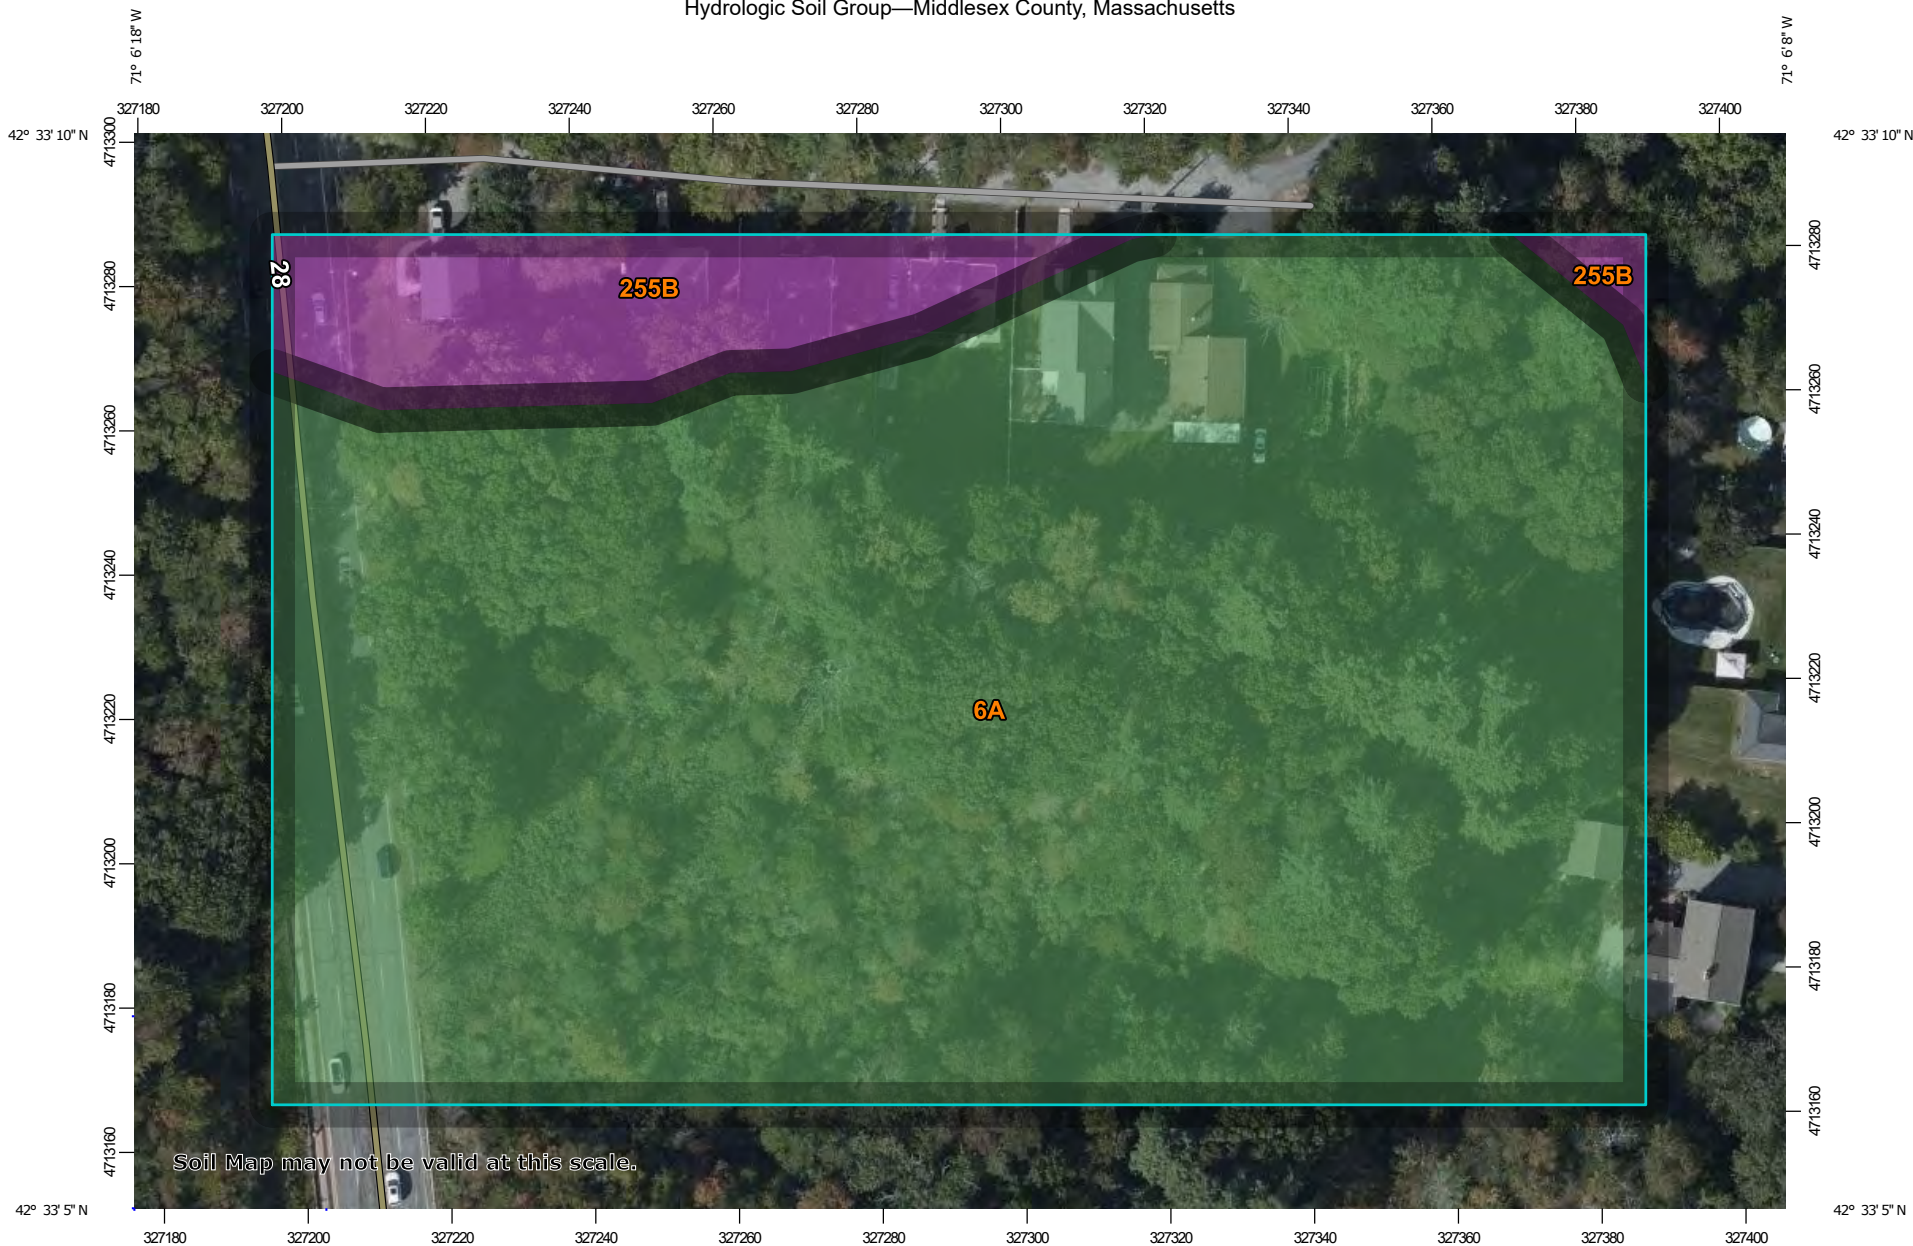 Hydrologic Soil Group—Middlesex County, Massachusetts
71° 6' 18'' W
71° 6' 8'' W
327180 327200 327220 327240 327260 327280 327300 327320 327340 327360 327380 327400
42° 33' 10'' N
42° 33' 10'' N
4713300
4713280
4713260
4713240
4713220
4713200
4713180
4713160
28
255B
255B
6A
4713280
4713260
4713240
4713220
4713200
4713180
4713160
Soil Map may not be valid at this scale.
42° 33' 5'' N
42° 33' 5'' N
327180 327200 327220 327240 327260 327280 327300 327320 327340 327360 327380 327400